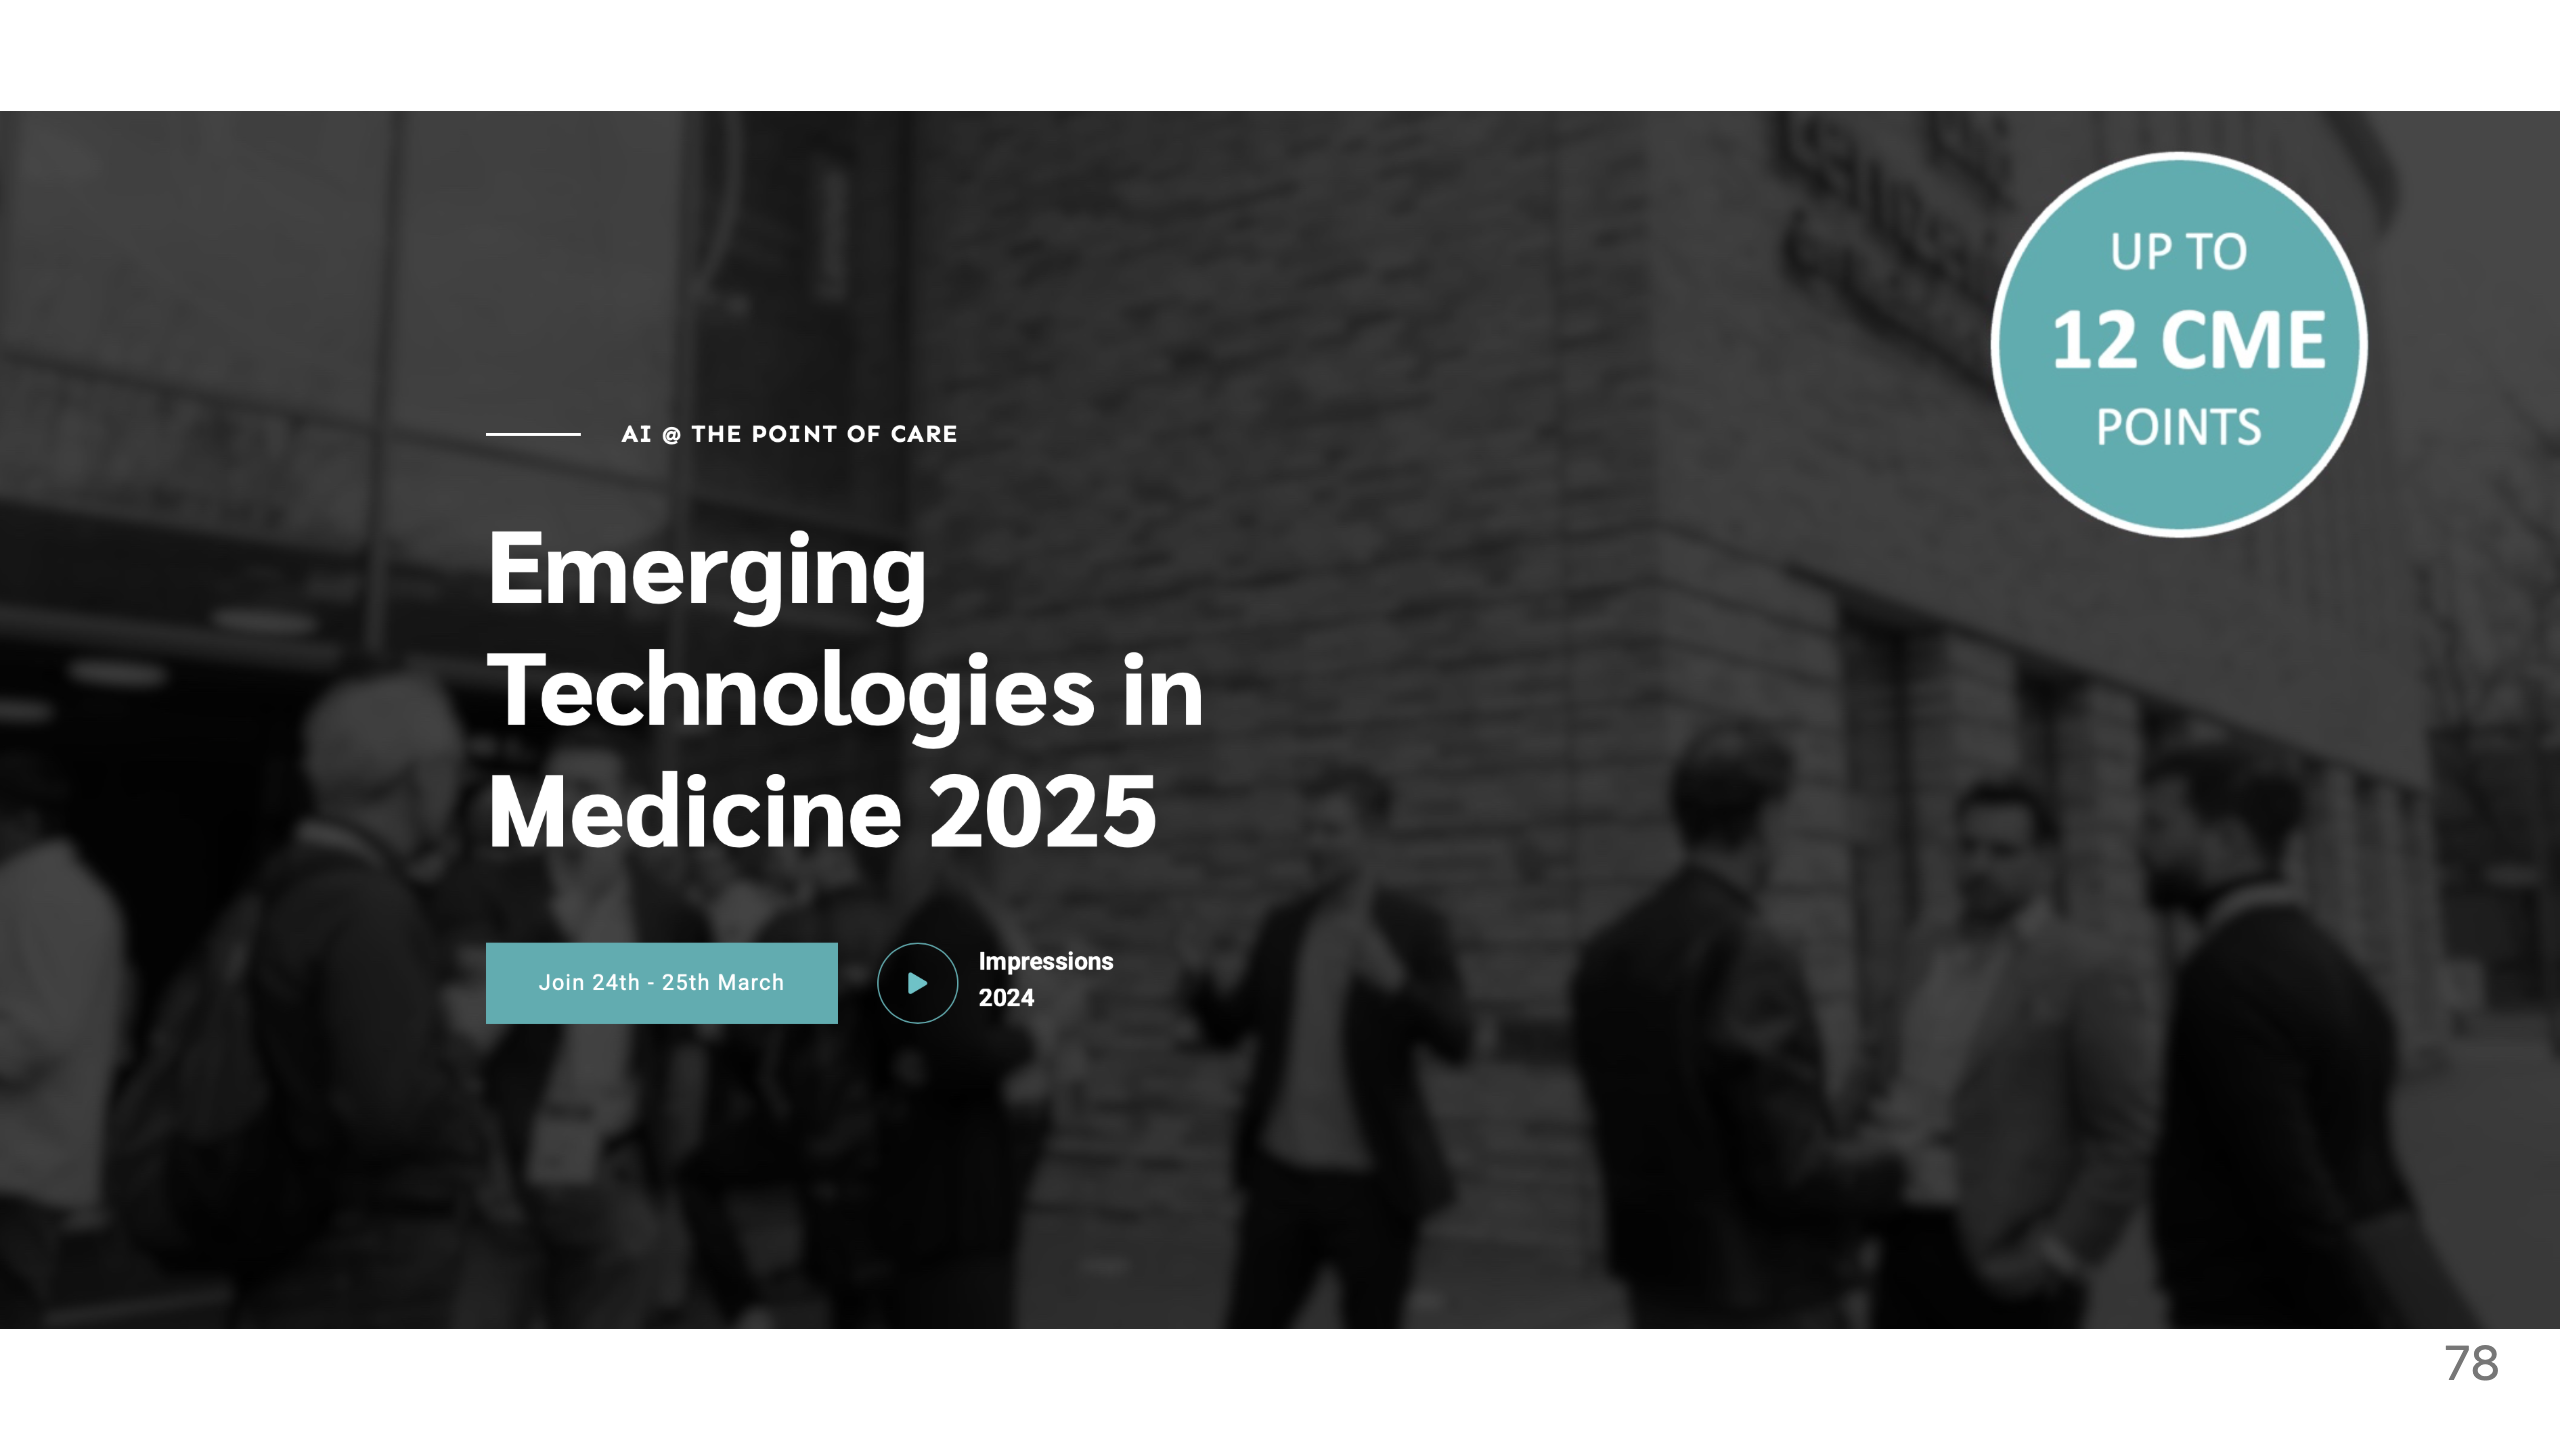 UP TO
12 CME
POINTS
AI @ THE POINT OF CARE
Emerging
Technologies in
Medicine 2025
Join 24th - 25th March
Impressions
2024
78